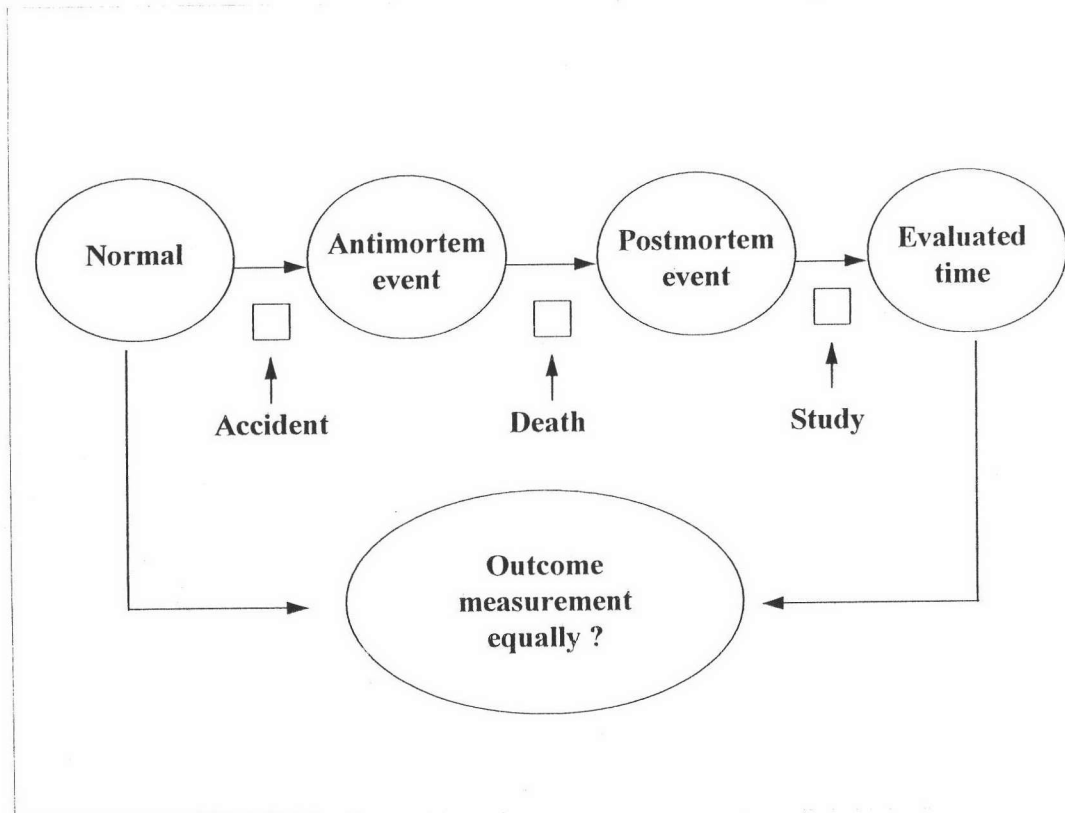 Normal
Antimortem
event
Postmortem
event
Evaluated
time
Accident
Death
Study
Outcome
measurement
equally ?